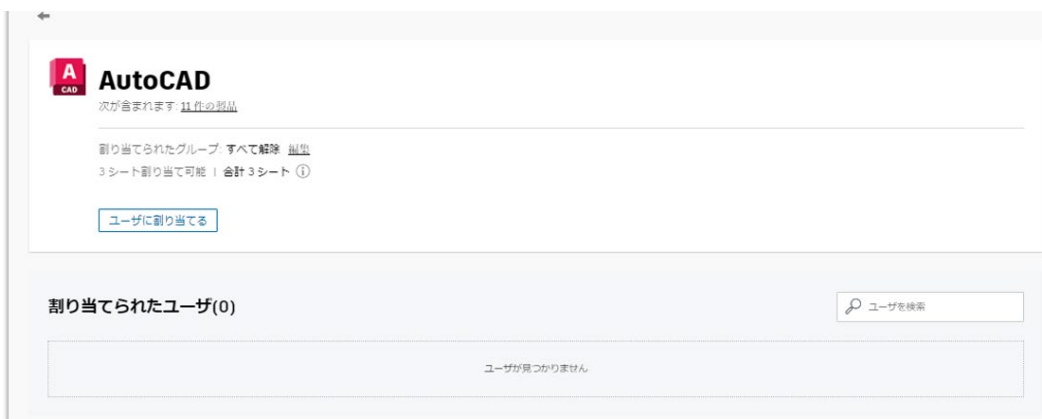 A
CAD
AutoCAD
次が含まれます: 11 件の製品
割り当てられたグループ: すべて解除 編集
3 シート割り当て可能 | 合計 3 シート
ユーザに割り当てる
割り当てられたユーザ(0)
ユーザを検索
ユーザが見つかりません